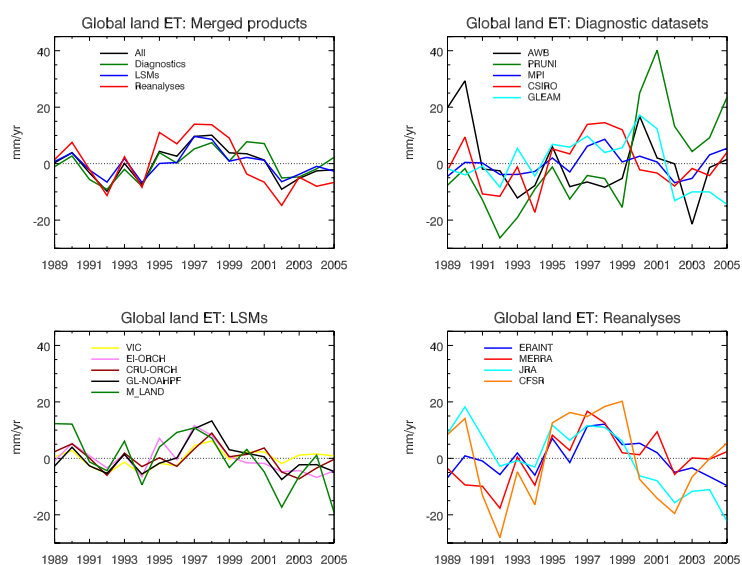 Global land ET: Merged products
40
20
0
-20
mm/yr
All
Diagnostics
LSMs
Reanalyses
1989 1991 1993 1995 1997 1999 2001 2003 2005
Global land ET: Diagnostic datasets
40
20
0
-20
mm/yr
AWB
PRUNI
MPI
CSIRO
GLEAM
1989 1991 1993 1995 1997 1999 2001 2003 2005
Global land ET: LSMs
40
20
0
-20
mm/yr
VIC
EI-ORCH
CRU-ORCH
GL-NOAHPF
M_LAND
1989 1991 1993 1995 1997 1999 2001 2003 2005
Global land ET: Reanalyses
40
20
0
-20
mm/yr
ERAINT
MERRA
JRA
CFSR
1989 1991 1993 1995 1997 1999 2001 2003 2005